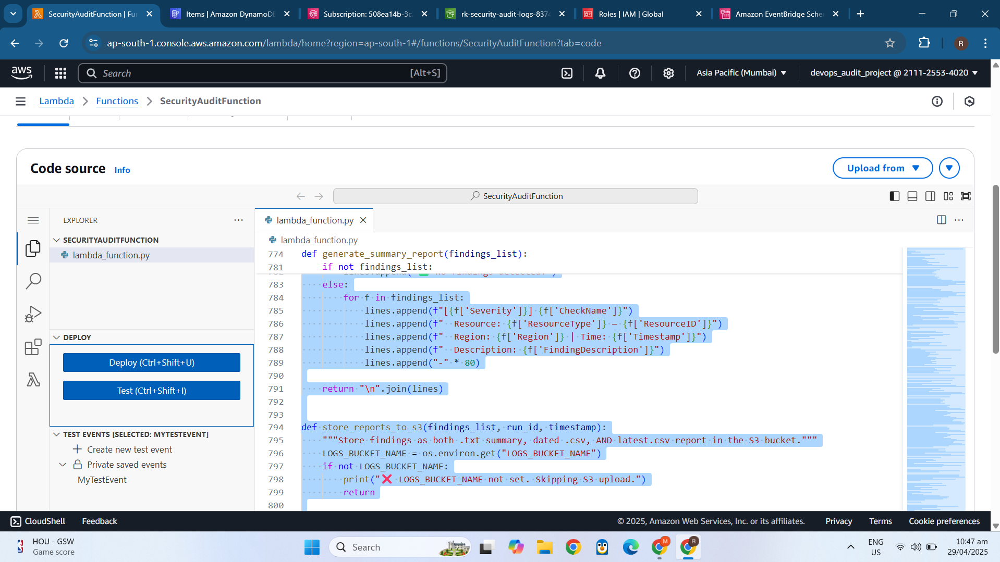 SecurityAuditFunction | Fu
Items | Amazon DynamoDB
Subscription: 508ea14b-3c
rk-security-audit-logs-8374
Roles | IAM | Global
Amazon EventBridge Sche
ap-south-1.console.aws.amazon.com/lambda/home?region=ap-south-1#/functions/SecurityAuditFunction?tab=code
R
aws
Search
[Alt+S]
Asia Pacific (Mumbai)
devops_audit_project @ 2111-2553-4020
Lambda
Functions
SecurityAuditFunction
Code source
Info
Upload from
SecurityAuditFunction
EXPLORER
lambda_function.py
SECURITYAUDITFUNCTION
lambda_function.py
lambda_function.py
774 def generate_summary_report(findings_list):
781 if not findings_list:
783 else:
784 for f in findings_list:
785 lines.append(f"[{f['Severity']}] {f['CheckName']}")
786 lines.append(f"  Resource: {f['ResourceType']} – {f['ResourceID']}")
787 lines.append(f"  Region: {f['Region']} | Time: {f['Timestamp']}")
788 lines.append(f"  Description: {f['FindingDescription']}")
789 lines.append("-" * 80)
790
791 return "\n".join(lines)
792
793
794 def store_reports_to_s3(findings_list, run_id, timestamp):
795 """Store findings as both .txt summary, dated .csv, AND latest.csv report in the S3 bucket."""
796 LOGS_BUCKET_NAME = os.environ.get("LOGS_BUCKET_NAME")
797 if not LOGS_BUCKET_NAME:
798 print("❌ LOGS_BUCKET_NAME not set. Skipping S3 upload.")
799 return
800
DEPLOY
Deploy (Ctrl+Shift+U)
Test (Ctrl+Shift+I)
TEST EVENTS [SELECTED: MYTESTEVENT]
Create new test event
Private saved events
MyTestEvent
CloudShell
Feedback
© 2025, Amazon Web Services, Inc. or its affiliates.
Privacy
Terms
Cookie preferences
HOU - GSW
Game score
Search
M
R
ENG
US
10:47 am
29/04/2025